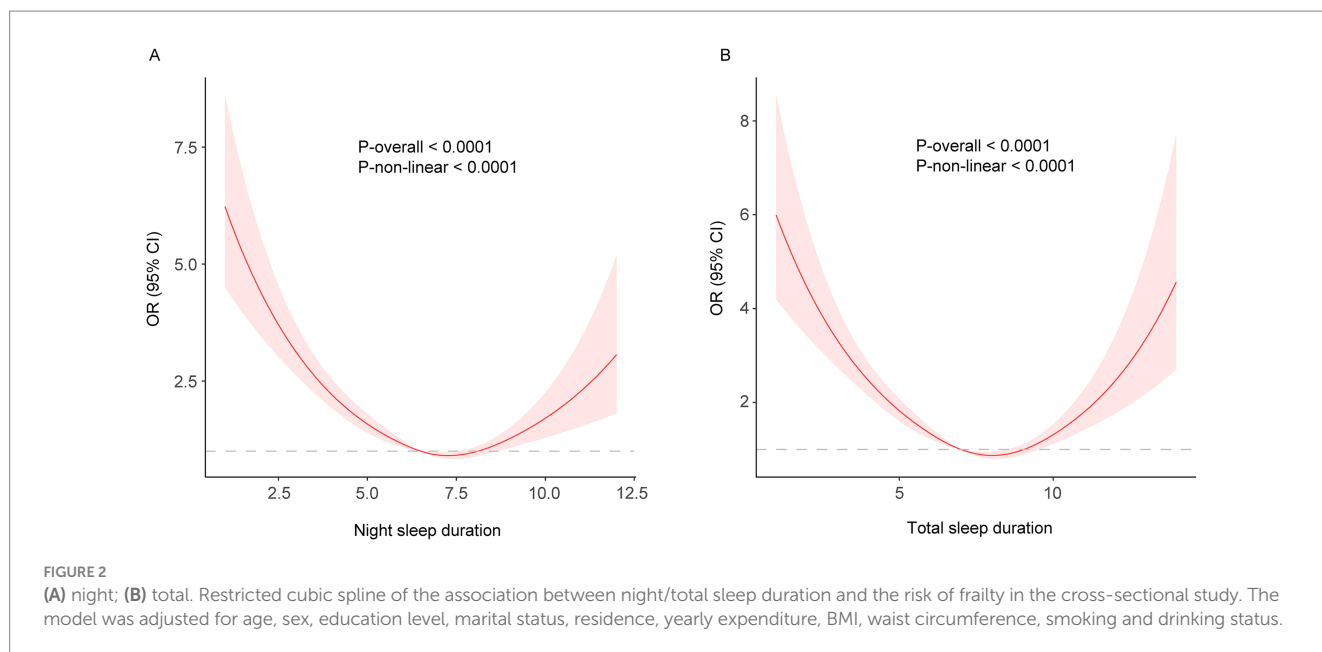 A
P-overall < 0.0001
P-non-linear < 0.0001
OR (95% CI)
7.5
5.0
2.5
2.5
5.0
7.5
10.0
12.5
Night sleep duration
B
P-overall < 0.0001
P-non-linear < 0.0001
OR (95% CI)
8
6
4
2
5
10
Total sleep duration
FIGURE 2
(A) night; (B) total. Restricted cubic spline of the association between night/total sleep duration and the risk of frailty in the cross-sectional study. The
model was adjusted for age, sex, education level, marital status, residence, yearly expenditure, BMI, waist circumference, smoking and drinking status.